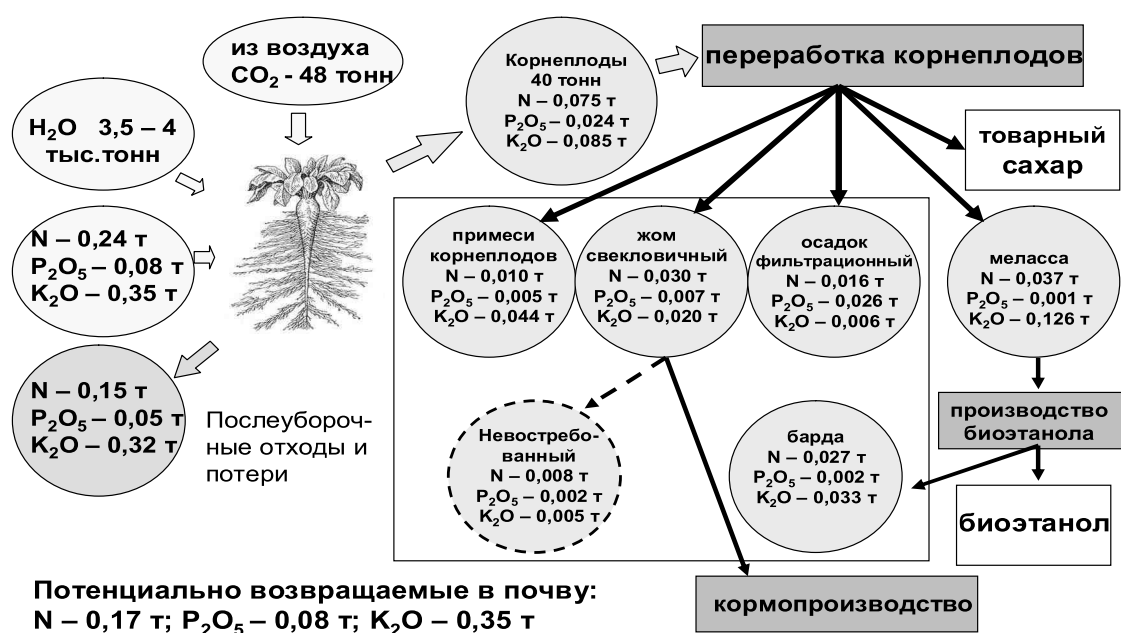 из воздуха
CO₂ - 48 тонн
H₂O 3,5 – 4
тыс.тонн
N – 0,24 т
P₂O₅ – 0,08 т
K₂O – 0,35 т
N – 0,15 т
P₂O₅ – 0,05 т
K₂O – 0,32 т
Послеубороч-
ные отходы и
потери
Корнеплоды
40 тонн
N – 0,075 т
P₂O₅ – 0,024 т
K₂O – 0,085 т
переработка корнеплодов
товарный
сахар
примеси
корнеплодов
N – 0,010 т
P₂O₅ – 0,005 т
K₂O – 0,044 т
жом
свекловичный
N – 0,030 т
P₂O₅ – 0,007 т
K₂O – 0,020 т
осадок
фильтрационный
N – 0,016 т
P₂O₅ – 0,026 т
K₂O – 0,006 т
меласса
N – 0,037 т
P₂O₅ – 0,001 т
K₂O – 0,126 т
Невостребо-
ванный
N – 0,008 т
P₂O₅ – 0,002 т
K₂O – 0,005 т
барда
N – 0,027 т
P₂O₅ – 0,002 т
K₂O – 0,033 т
производство
биоэтанола
биоэтанол
кормопроизводство
Потенциально возвращаемые в почву:
N – 0,17 т; P₂O₅ – 0,08 т; K₂O – 0,35 т